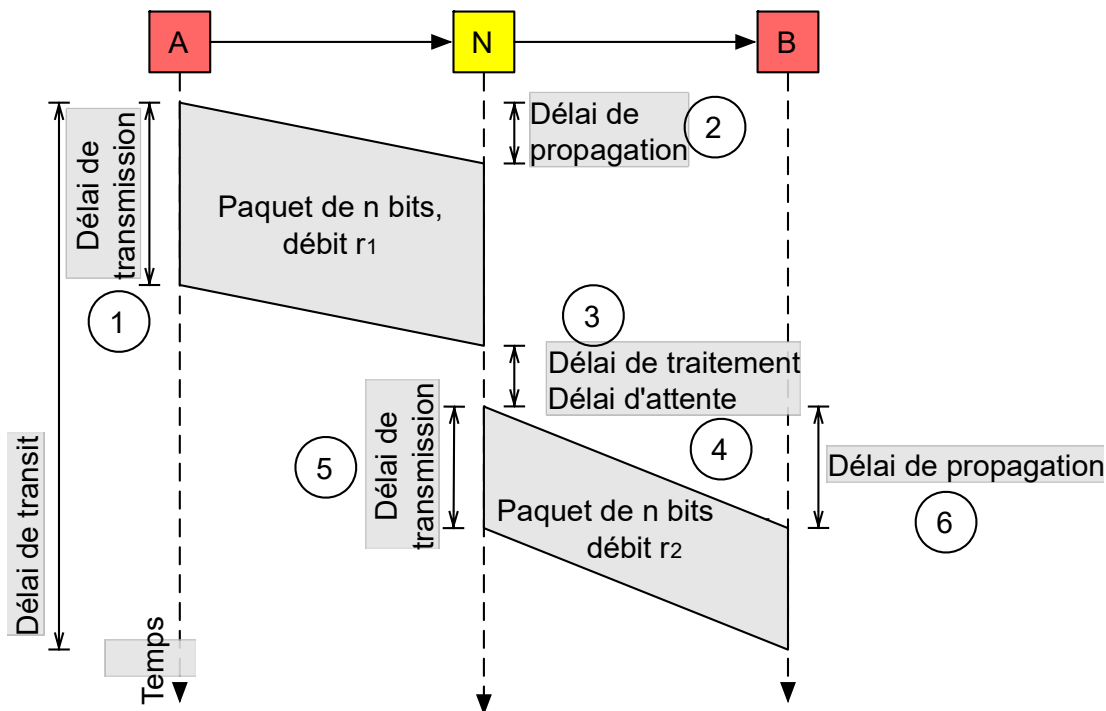 A
N
B
Délai de
transmission
1
Délai de
propagation
2
Paquet de n bits,
débit r1
3
Délai de traitement
Délai d'attente
4
Délai de
transmission
5
Paquet de n bits
débit r2
Délai de propagation
6
Délai de transit
Temps